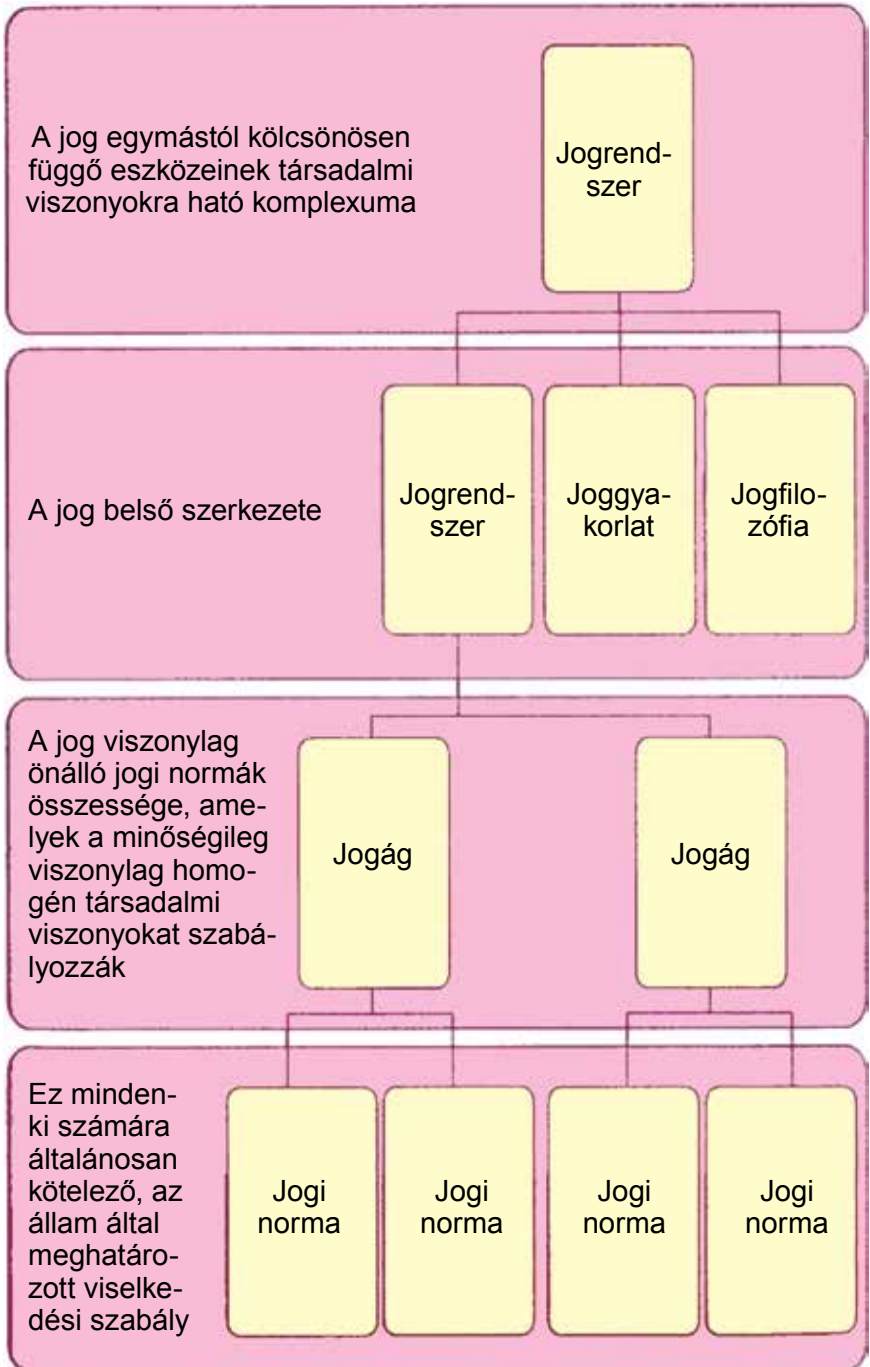 A jog egymástól kölcsönösen
függő eszközeinek társadalmi
viszonyokra ható komplexuma
Jogrend-
szer
A jog belső szerkezete
Jogrend-
szer
Joggya-
korlat
Jogfilo-
zófia
A jog viszonylag
önálló jogi normák
összessége, ame-
lyek a minőségileg
viszonylag homo-
gén társadalmi
viszonyokat szabá-
lyozzák
Jogág
Jogág
Ez minden-
ki számára
általánosan
kötelező, az
állam által
meghatáro-
zott viselke-
dési szabály
Jogi
norma
Jogi
norma
Jogi
norma
Jogi
norma